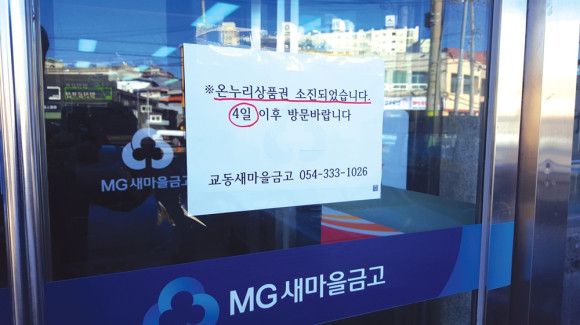 ※온누리상품권 소진되었습니다.
4일 이후 방문바랍니다
교동새마을금고 054-333-1026
MG새마을금고
MG새마을금고